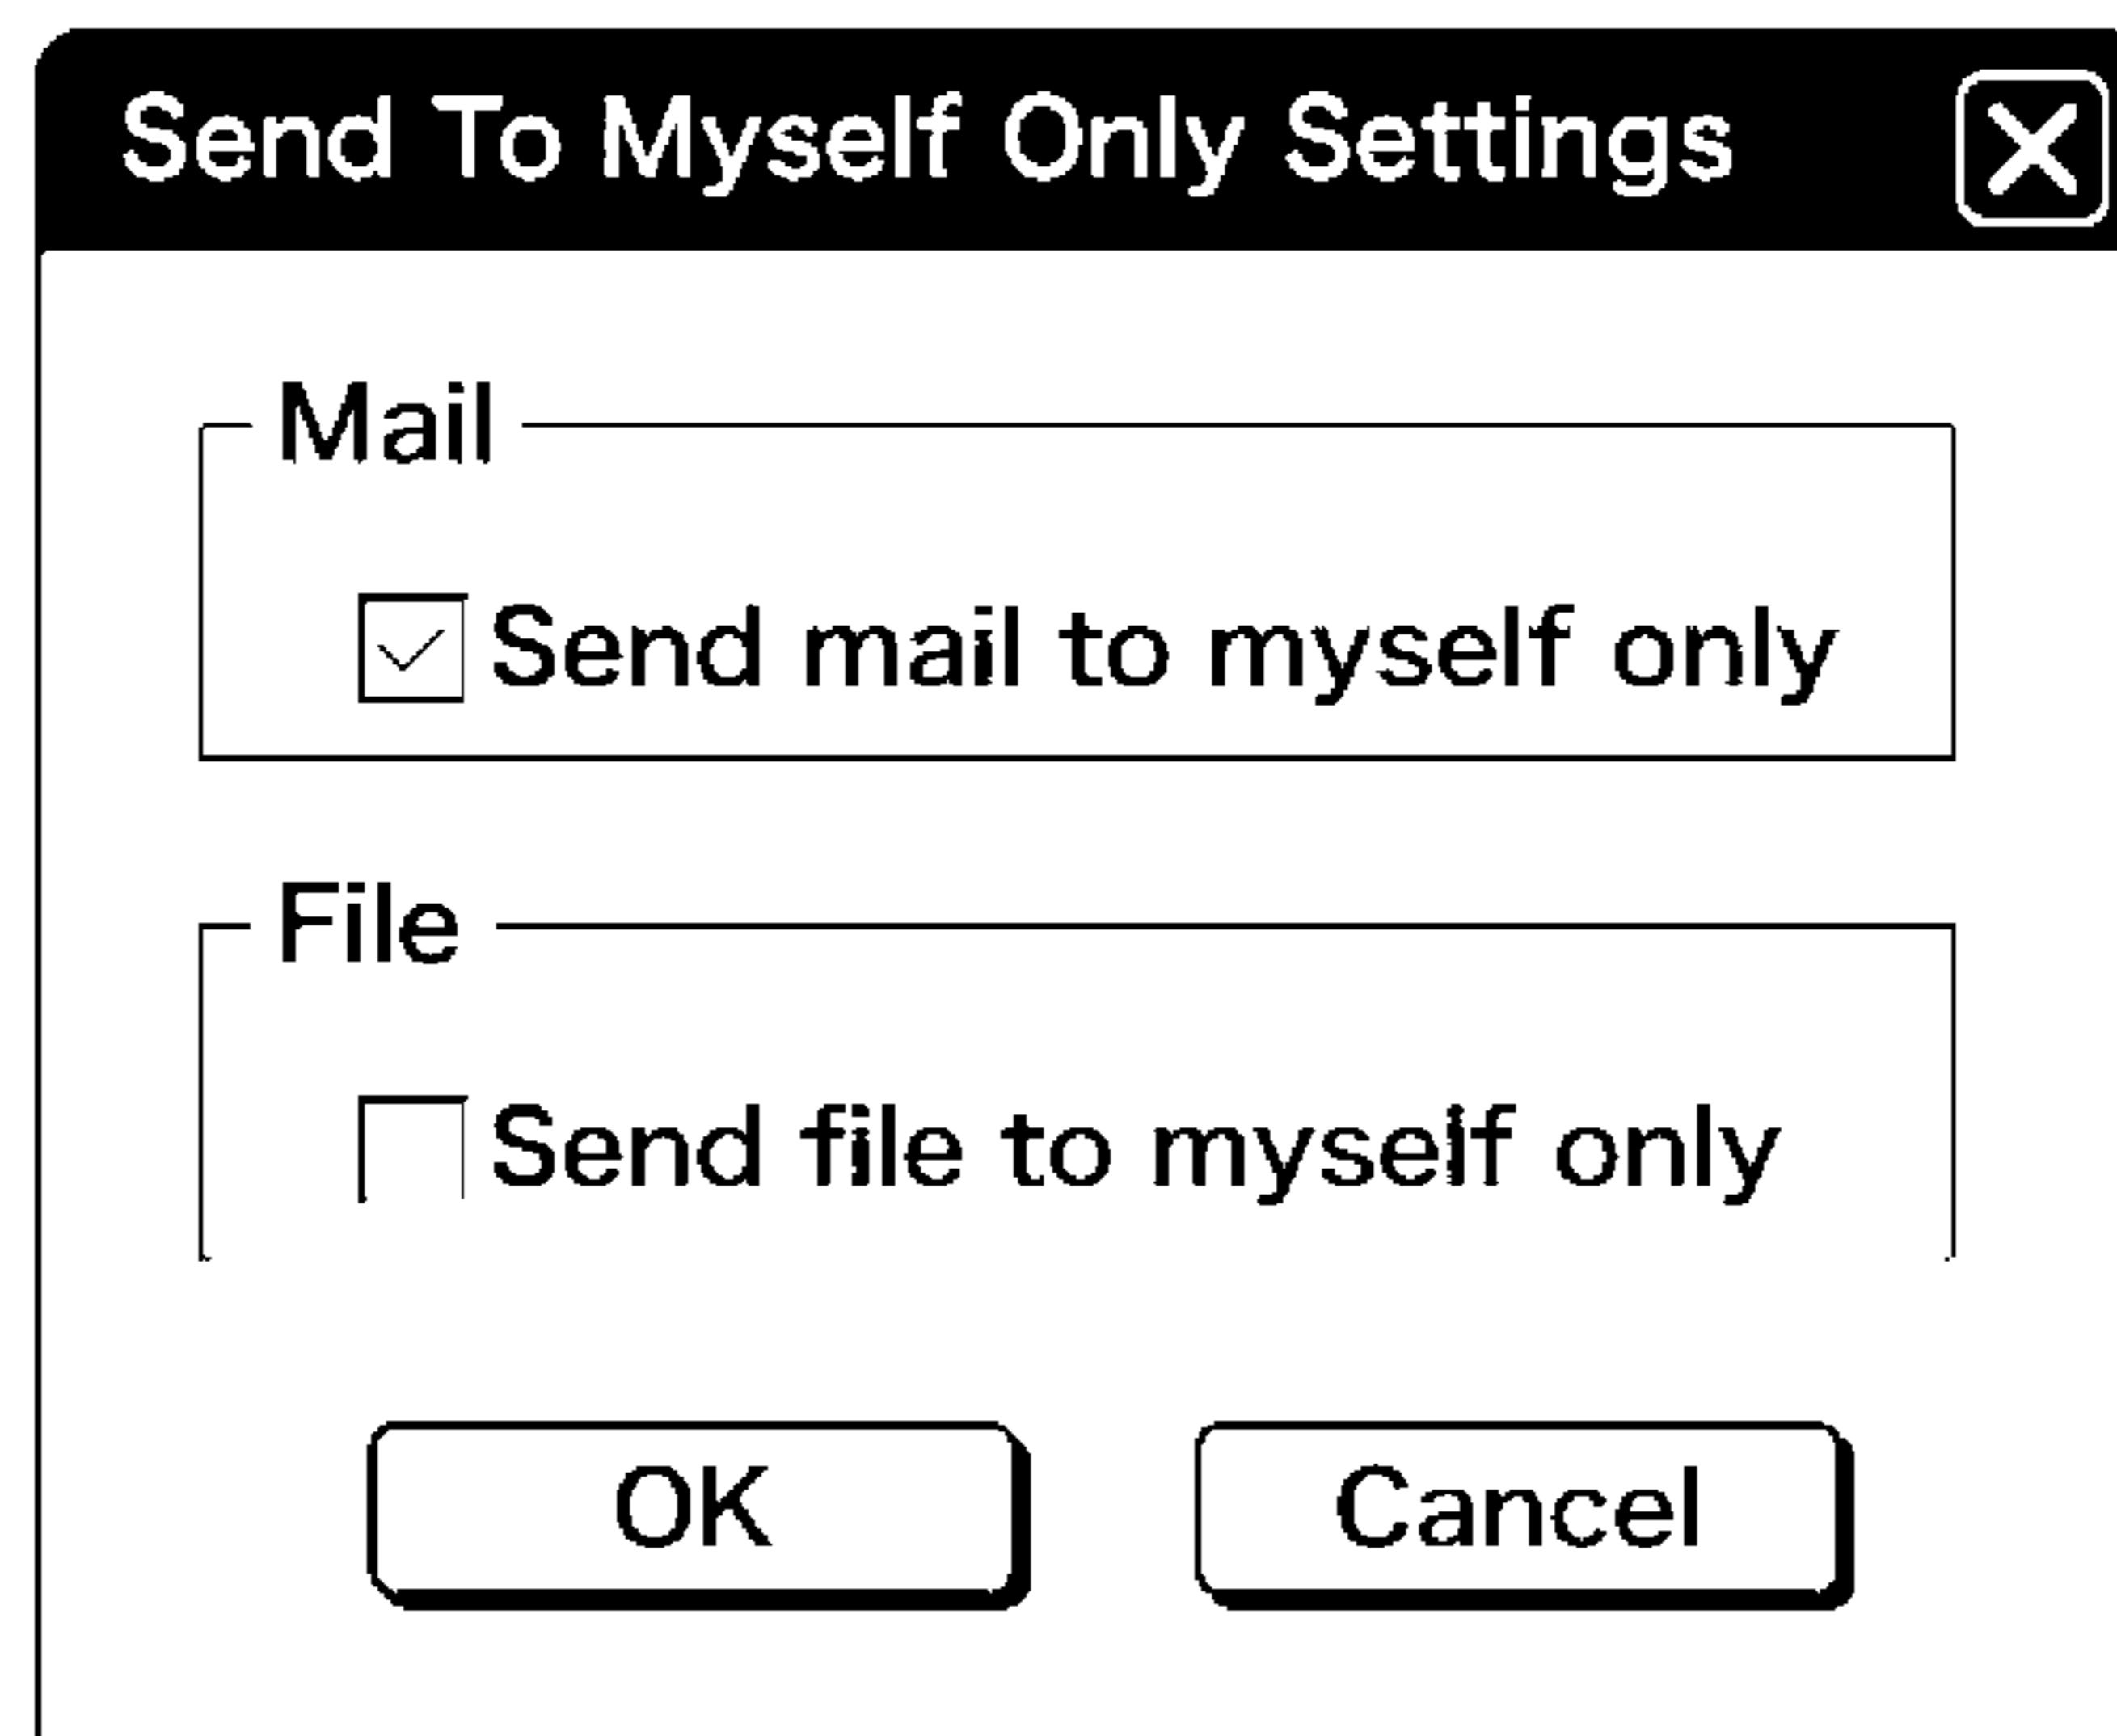 Send To Myself Only Settings
Mail
Send mail to myself only
File
Send file to myself only
OK
Cancel